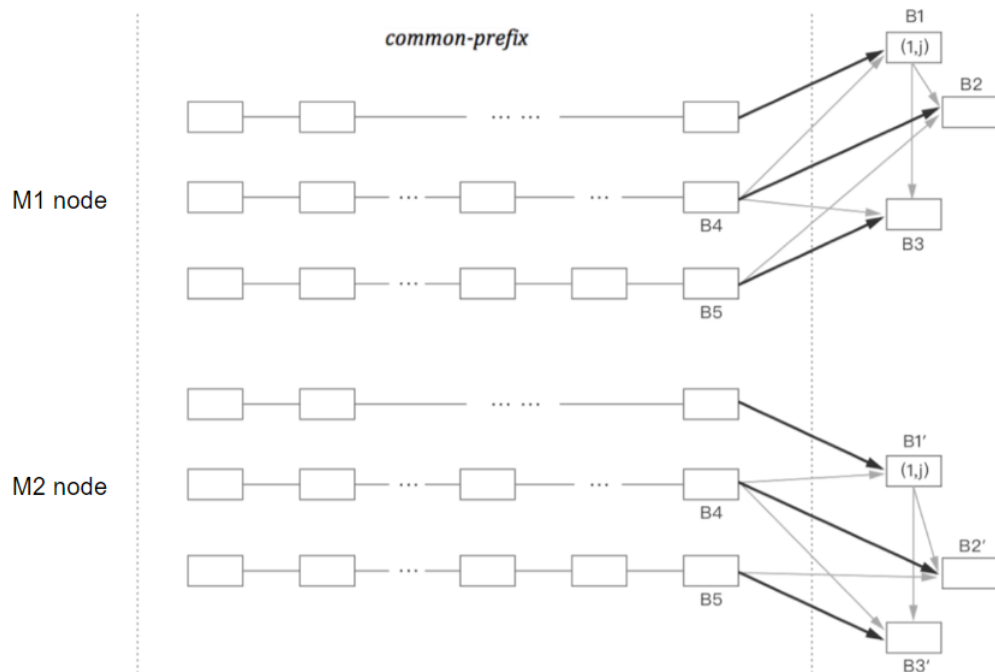 common-prefix
B1
(1,j)
B2
... ...
M1 node
... ...
B4
B3
...
B5
... ...
B1′
(1,j)
M2 node
... ...
B4
B2′
...
B5
B3′